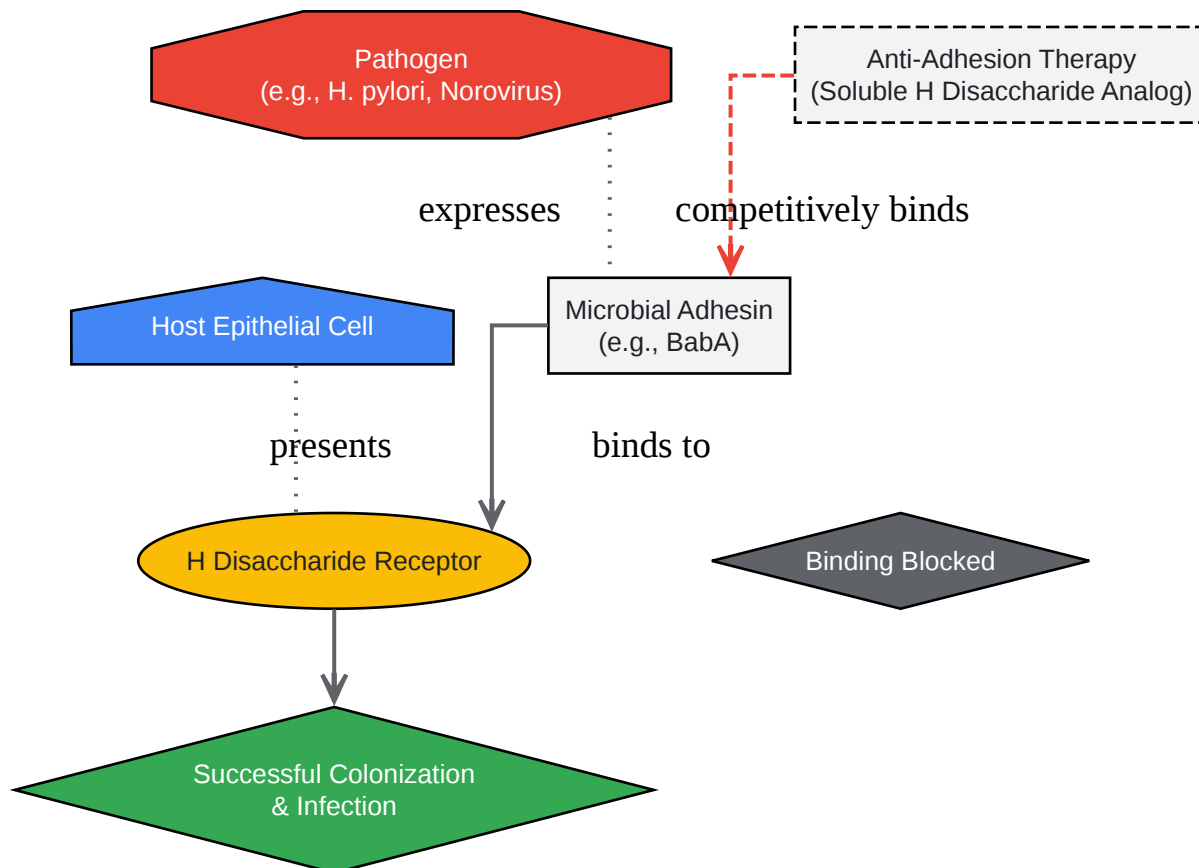 Pathogen
(e.g., H. pylori, Norovirus)
Anti-Adhesion Therapy
(Soluble H Disaccharide Analog)
expresses
competitively binds
Host Epithelial Cell
Microbial Adhesin
(e.g., BabA)
presents
binds to
H Disaccharide Receptor
Binding Blocked
Successful Colonization
& Infection